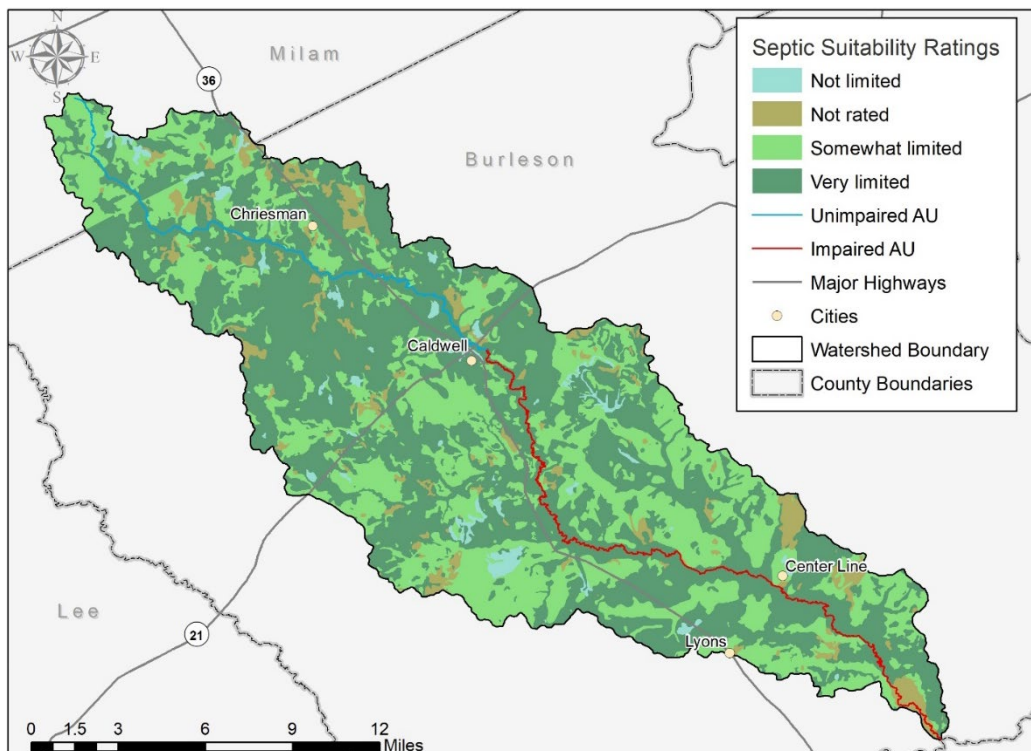 N
W E
S
36
Milam
Burleson
Chriesman
Caldwell
Center Line
Lyons
Lee
21
0 1.5 3 6 9 12
Miles
Septic Suitability Ratings
Not limited
Not rated
Somewhat limited
Very limited
Unimpaired AU
Impaired AU
Major Highways
Cities
Watershed Boundary
County Boundaries